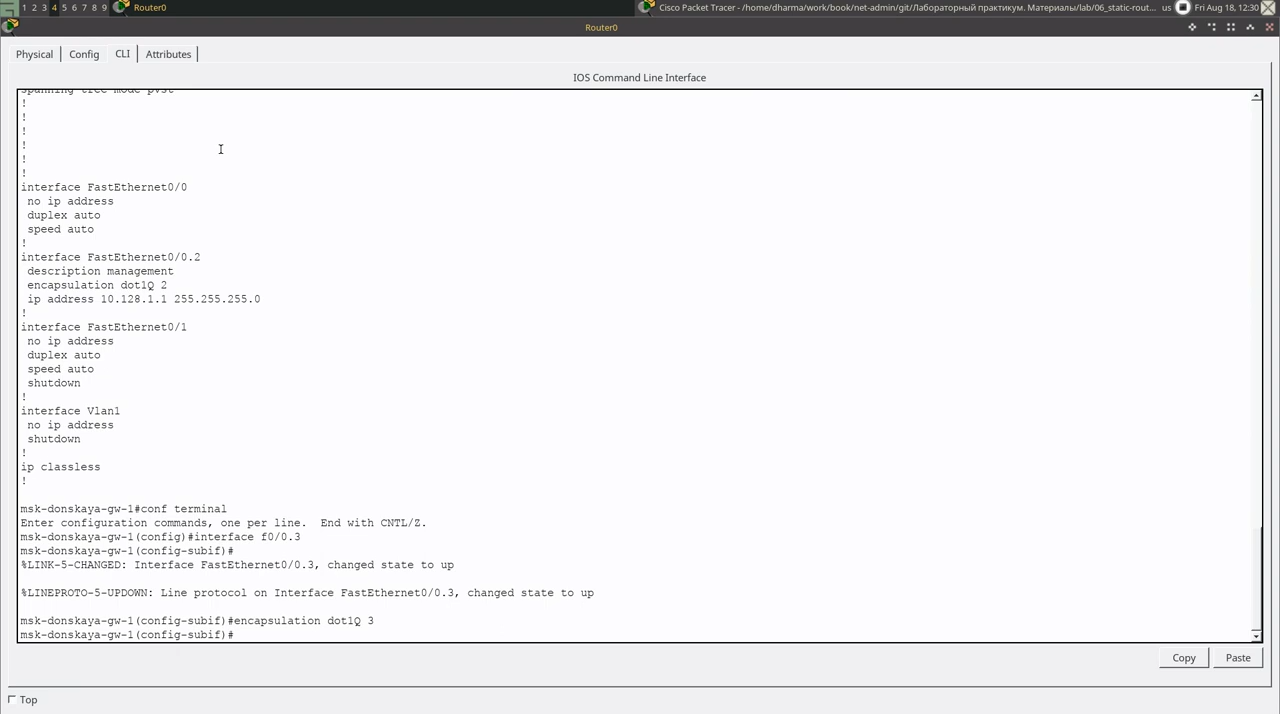 1 2 3 4 5 6 7 8 9 Router0 Cisco Packet Tracer - /home/dharma/work/book/net-admin/git/Лабораторный практикум. Материалы/lab/06_static-rout... us Fri Aug 18, 12:30
Router0
Physical Config CLI Attributes
IOS Command Line Interface
spanning-tree mode pvst
!
!
!
!
!
!
interface FastEthernet0/0
no ip address
duplex auto
speed auto
!
interface FastEthernet0/0.2
description management
encapsulation dot1Q 2
ip address 10.128.1.1 255.255.255.0
!
interface FastEthernet0/1
no ip address
duplex auto
speed auto
shutdown
!
interface Vlan1
no ip address
shutdown
!
ip classless
!
msk-donskaya-gw-1#conf terminal
Enter configuration commands, one per line. End with CNTL/Z.
msk-donskaya-gw-1(config)#interface f0/0.3
msk-donskaya-gw-1(config-subif)#
%LINK-5-CHANGED: Interface FastEthernet0/0.3, changed state to up
%LINEPROTO-5-UPDOWN: Line protocol on Interface FastEthernet0/0.3, changed state to up
msk-donskaya-gw-1(config-subif)#encapsulation dot1Q 3
msk-donskaya-gw-1(config-subif)#
Copy Paste
Top